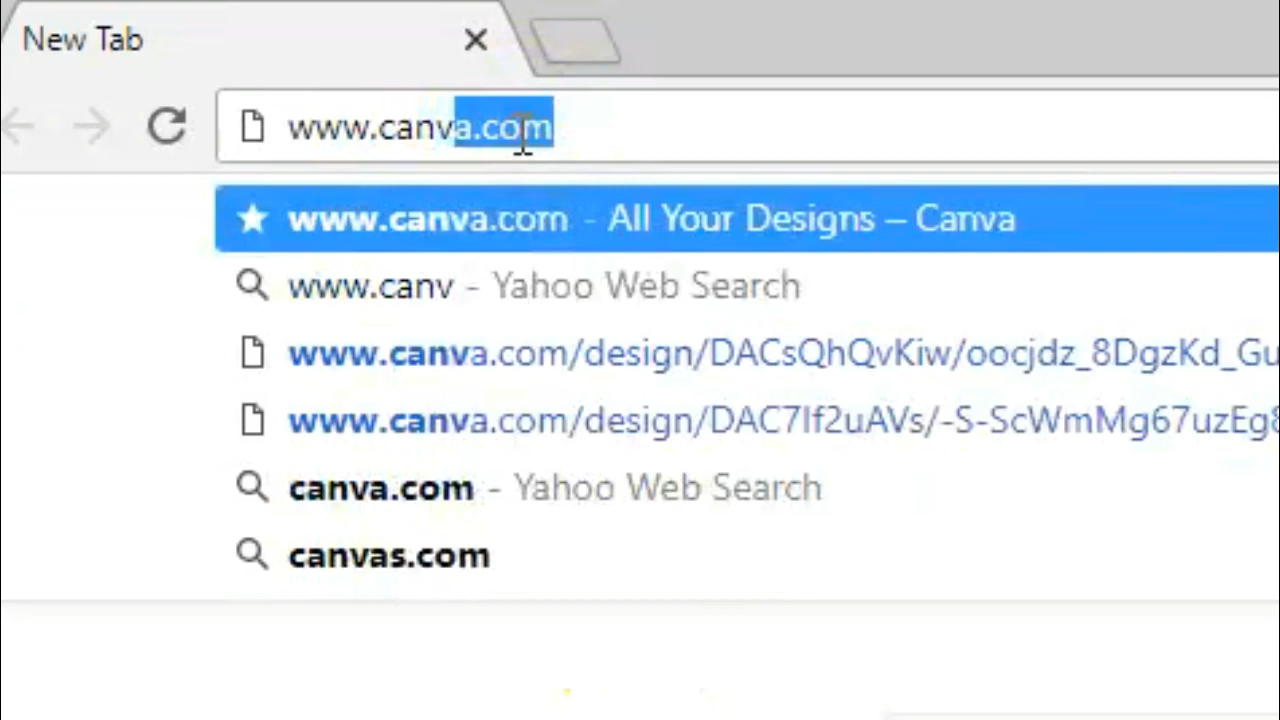 New Tab
www.canva.com
www.canva.com - All Your Designs – Canva
www.canv - Yahoo Web Search
www.canva.com/design/DACsQhQvKiw/oocjdz_8DgzKd_Gu
www.canva.com/design/DAC7lf2uAVs/-S-ScWmMg67uzEg8
canva.com - Yahoo Web Search
canvas.com